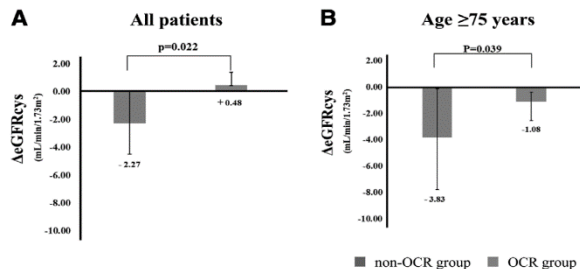 A
All patients
p=0.022
2.00
0.00
-2.00
-4.00
-6.00
-8.00
-10.00
ΔeGFRcys
(mL/min/1.73m²)
+0.48
-2.27
B
Age ≥75 years
P=0.039
2.00
0.00
-2.00
-4.00
-6.00
-8.00
-10.00
ΔeGFRcys
(mL/min/1.73m²)
-1.08
-3.83
non-OCR group OCR group